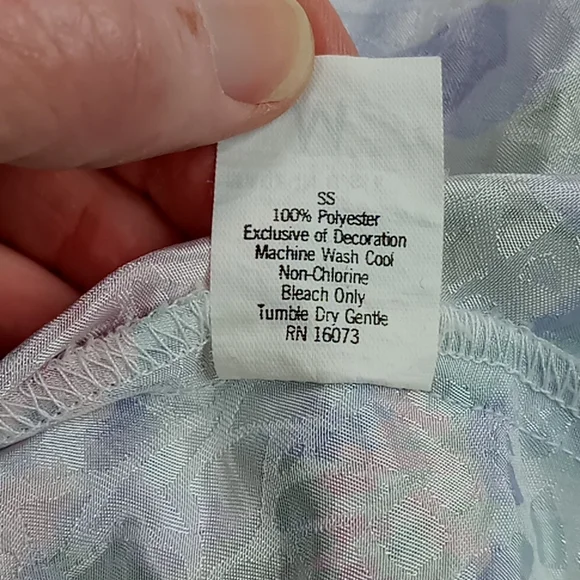 SS
100% Polyester
Exclusive of Decoration
Machine Wash Cool
Non-Chlorine
Bleach Only
Tumble Dry Gentle
RN 16073